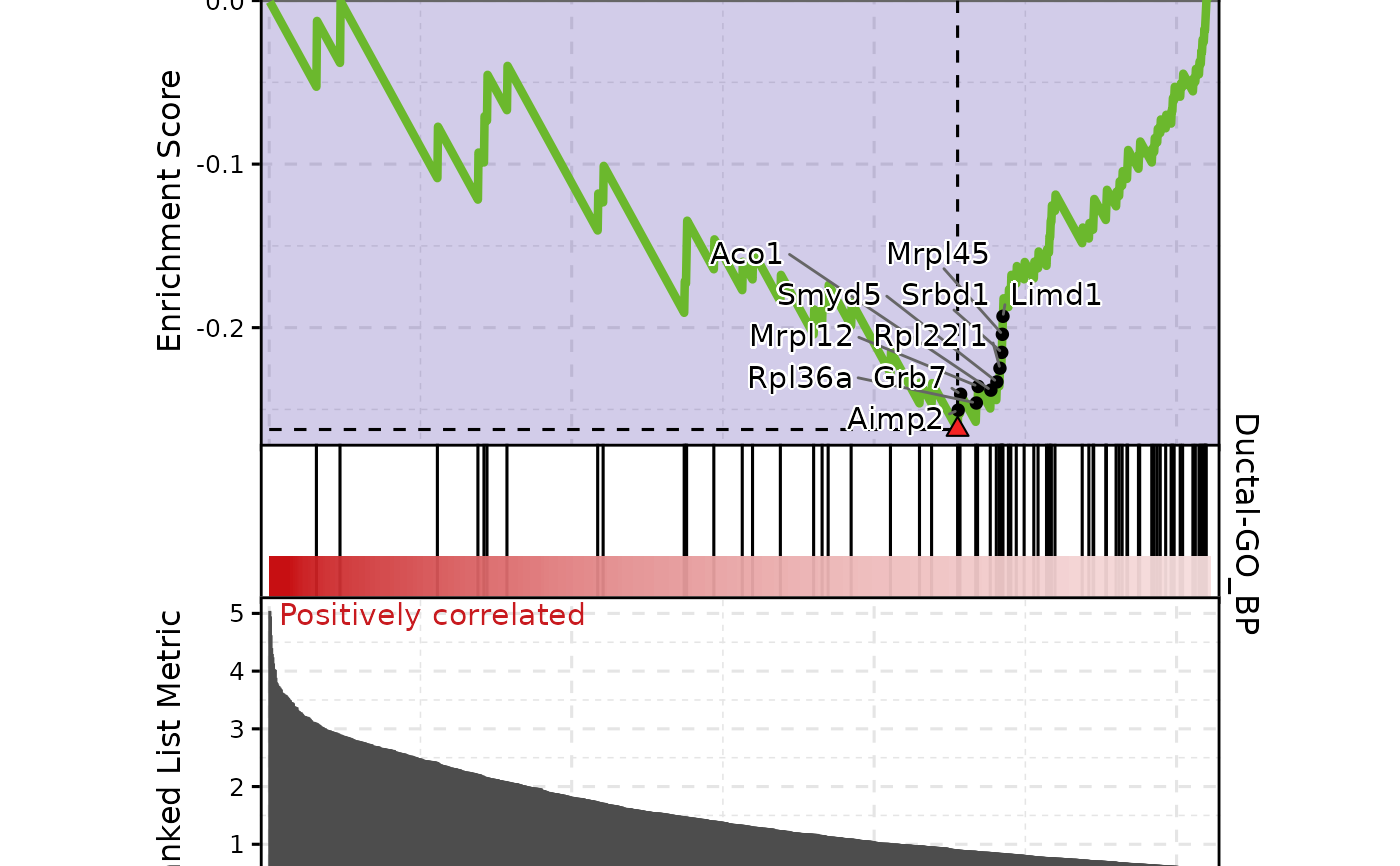 0.0
Enrichment Score
-0.1
-0.2
Aco1 Mrpl45
Smyd5 Srbd1 Limd1
Mrpl12 Rpl22l1
Rpl36a Grb7
Aimp2
Ductal-GO_BP
Positively correlated
nked List Metric
5
4
3
2
1